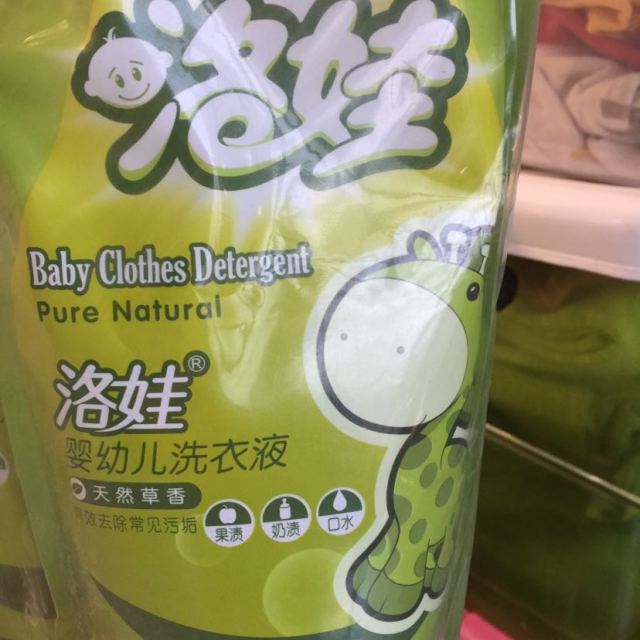 洛娃
Baby Clothes Detergent
Pure Natural
洛娃®
婴幼儿洗衣液
天然草香
有效去除常见污垢
果渍
奶渍
口水